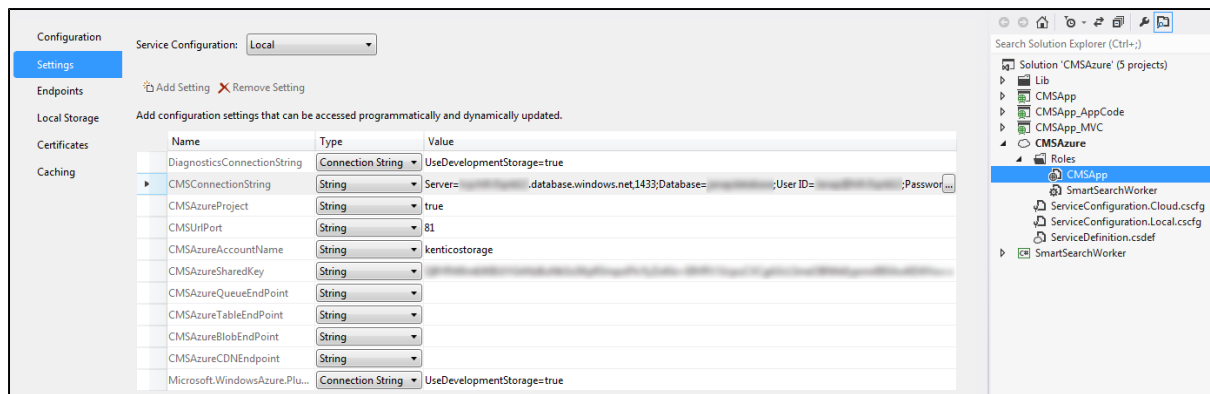 Configuration
Settings
Endpoints
Local Storage
Certificates
Caching
Service Configuration: Local
Add Setting Remove Setting
Add configuration settings that can be accessed programmatically and dynamically updated.
Name Type Value
DiagnosticsConnectionString Connection String UseDevelopmentStorage=true
CMSConnectionString String Server= .database.windows.net,1433;Database= ;User ID= ;Passwor ...
CMSAzureProject String true
CMSUrlPort String 81
CMSAzureAccountName String kenticostorage
CMSAzureSharedKey String
CMSAzureQueueEndPoint String
CMSAzureTableEndPoint String
CMSAzureBlobEndPoint String
CMSAzureCDNEndpoint String
Microsoft.WindowsAzure.Plu... Connection String UseDevelopmentStorage=true
Search Solution Explorer (Ctrl+;)
Solution 'CMSAzure' (5 projects)
Lib
CMSApp
CMSApp_AppCode
CMSApp_MVC
CMSAzure
Roles
CMSApp
SmartSearchWorker
ServiceConfiguration.Cloud.cscfg
ServiceConfiguration.Local.cscfg
ServiceDefinition.csdef
C# SmartSearchWorker